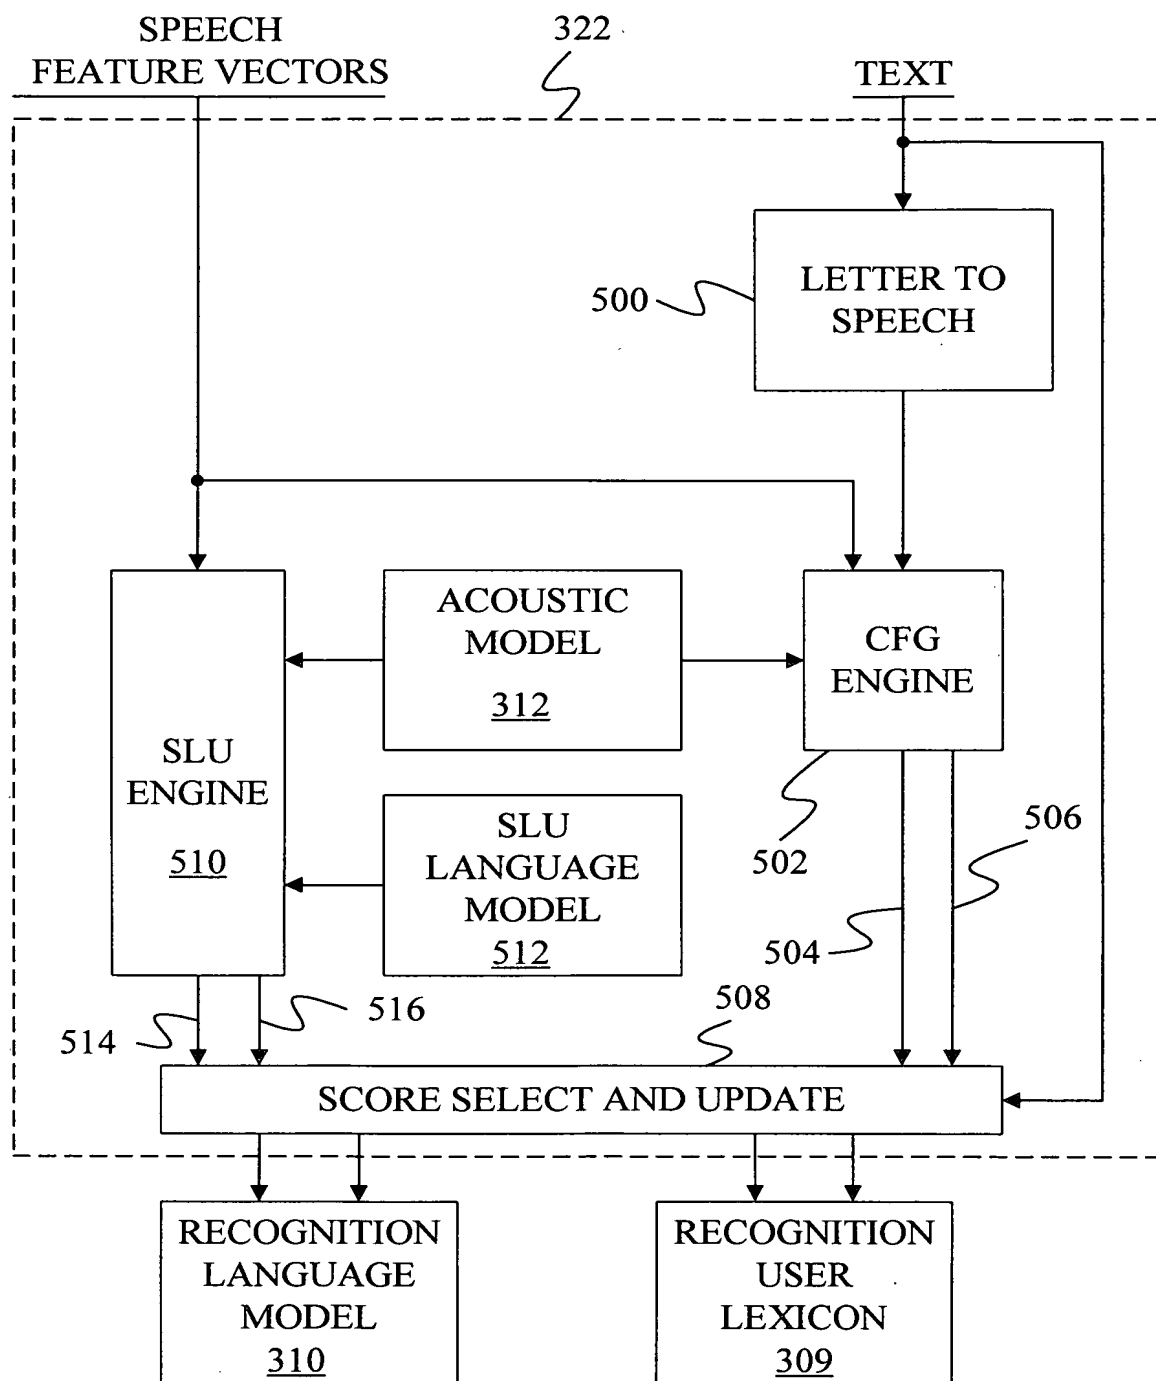 SPEECH
FEATURE VECTORS
322
TEXT
LETTER TO
SPEECH
500
ACOUSTIC
MODEL
312
CFG
ENGINE
SLU
ENGINE
510
SLU
LANGUAGE
MODEL
512
502
506
504
514
516
508
SCORE SELECT AND UPDATE
RECOGNITION
LANGUAGE
MODEL
310
RECOGNITION
USER
LEXICON
309